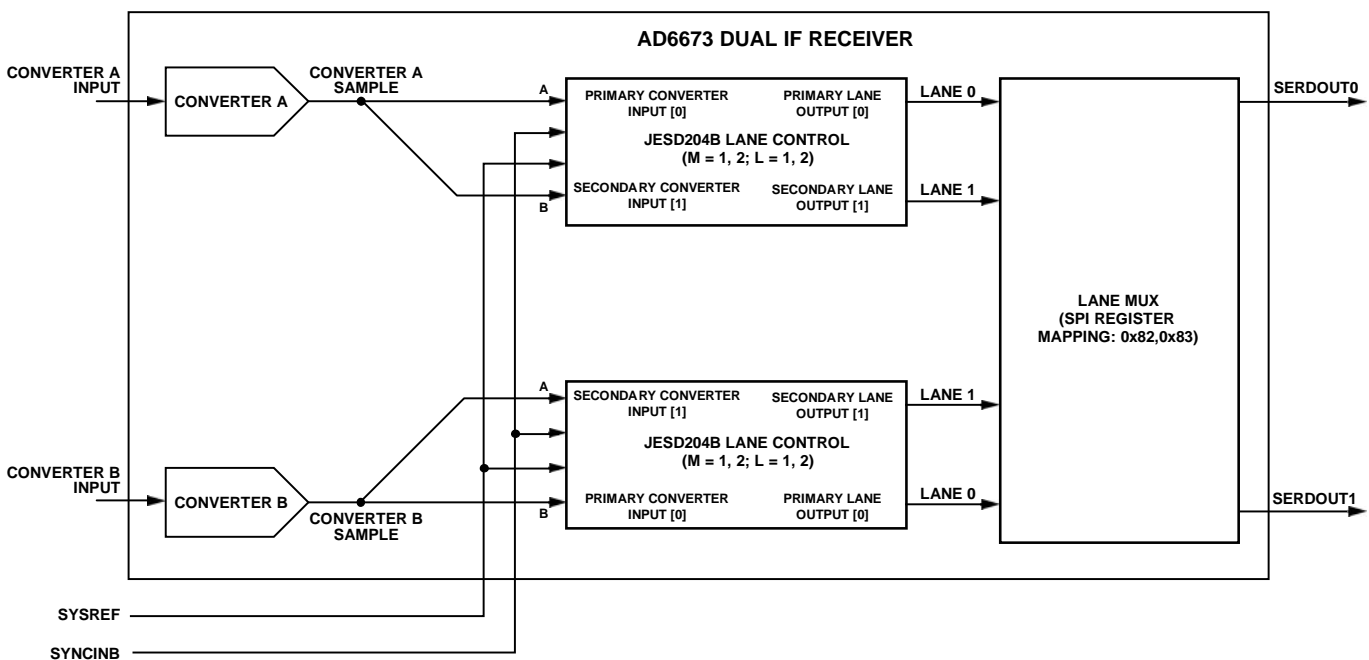 AD6673 DUAL IF RECEIVER
CONVERTER A
INPUT
CONVERTER A
CONVERTER A
SAMPLE
A
B
PRIMARY CONVERTER
INPUT [0]
PRIMARY LANE
OUTPUT [0]
JESD204B LANE CONTROL
(M = 1, 2; L = 1, 2)
SECONDARY CONVERTER
INPUT [1]
SECONDARY LANE
OUTPUT [1]
LANE 0
LANE 1
SERDOUT0
LANE MUX
(SPI REGISTER
MAPPING: 0x82,0x83)
CONVERTER B
INPUT
CONVERTER B
CONVERTER B
SAMPLE
A
B
SECONDARY CONVERTER
INPUT [1]
SECONDARY LANE
OUTPUT [1]
JESD204B LANE CONTROL
(M = 1, 2; L = 1, 2)
PRIMARY CONVERTER
INPUT [0]
PRIMARY LANE
OUTPUT [0]
LANE 1
LANE 0
SERDOUT1
SYSREF
SYNCINB